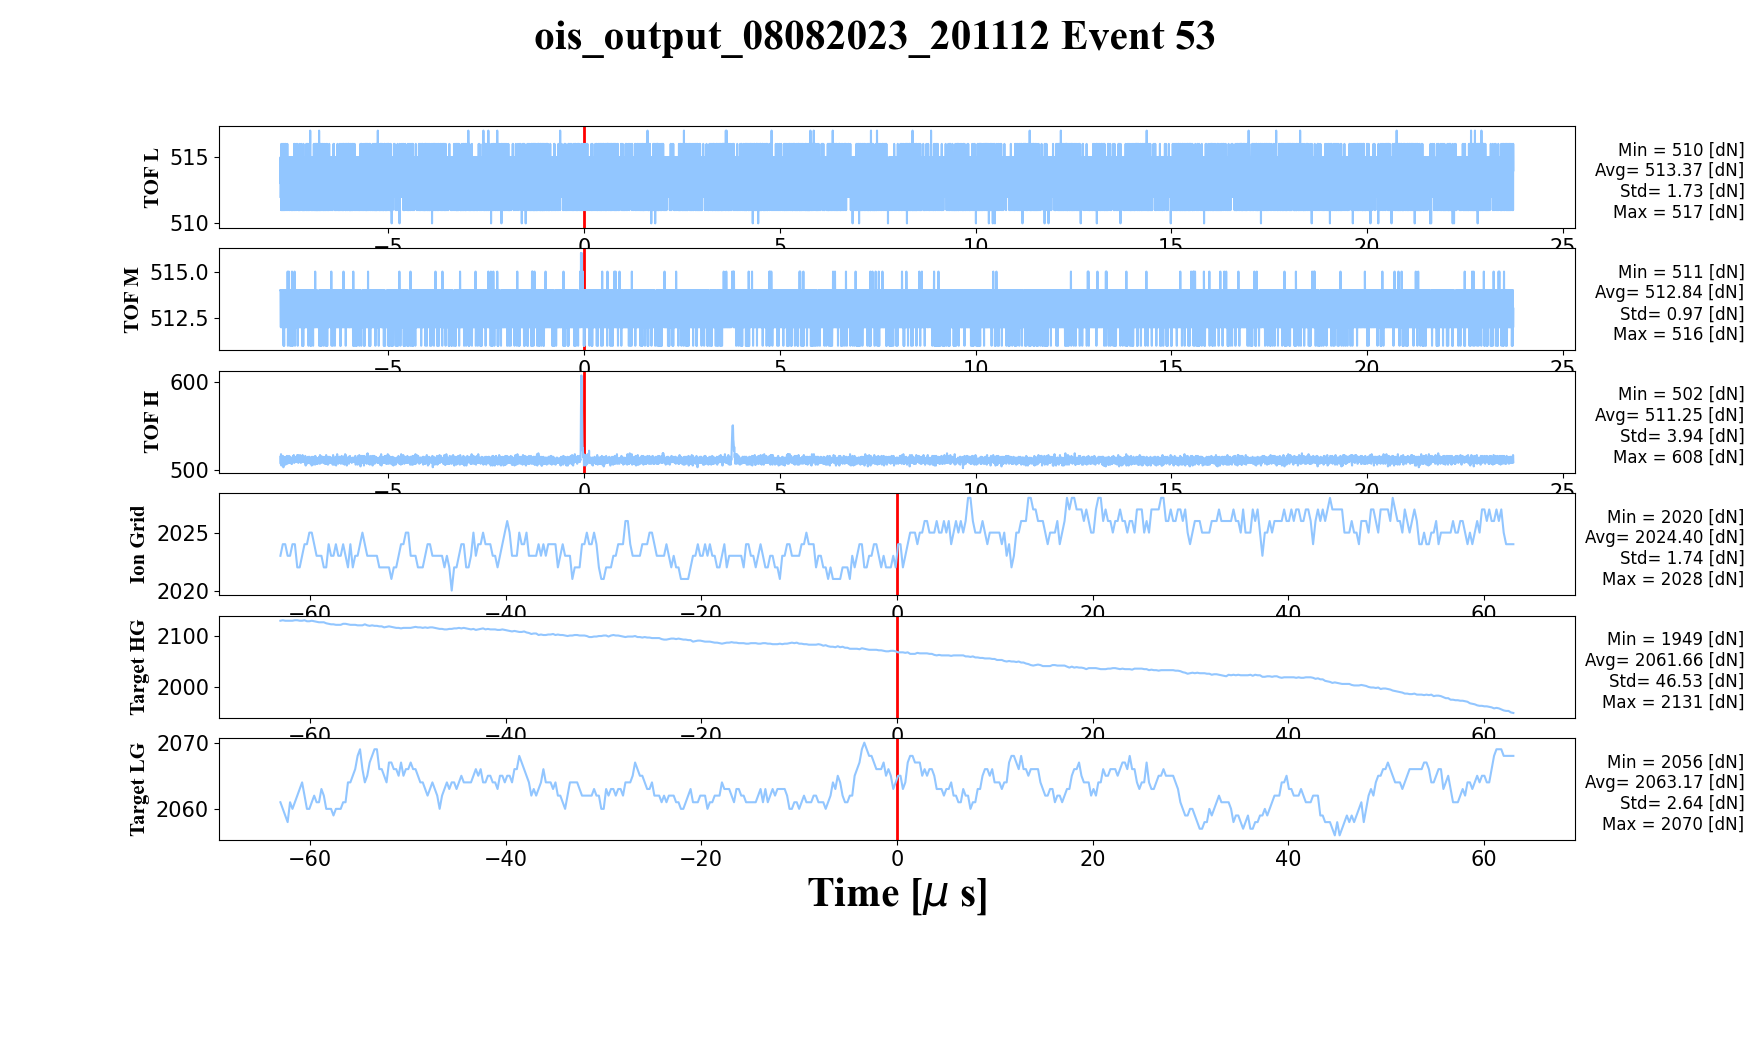 ois_output_08082023_201112 Event 53
TOF L
515
510
−5 0 5 10 15 20 25
Min = 510 [dN]
Avg= 513.37 [dN]
Std= 1.73 [dN]
Max = 517 [dN]
TOF M
515.0
512.5
−5 0 5 10 15 20 25
Min = 511 [dN]
Avg= 512.84 [dN]
Std= 0.97 [dN]
Max = 516 [dN]
TOF H
600
500
−5 0 5 10 15 20 25
Min = 502 [dN]
Avg= 511.25 [dN]
Std= 3.94 [dN]
Max = 608 [dN]
Ion Grid
2025
2020
−60 −40 −20 0 20 40 60
Min = 2020 [dN]
Avg= 2024.40 [dN]
Std= 1.74 [dN]
Max = 2028 [dN]
Target HG
2100
2000
−60 −40 −20 0 20 40 60
Min = 1949 [dN]
Avg= 2061.66 [dN]
Std= 46.53 [dN]
Max = 2131 [dN]
Target LG
2070
2060
−60 −40 −20 0 20 40 60
Min = 2056 [dN]
Avg= 2063.17 [dN]
Std= 2.64 [dN]
Max = 2070 [dN]
Time [μ s]